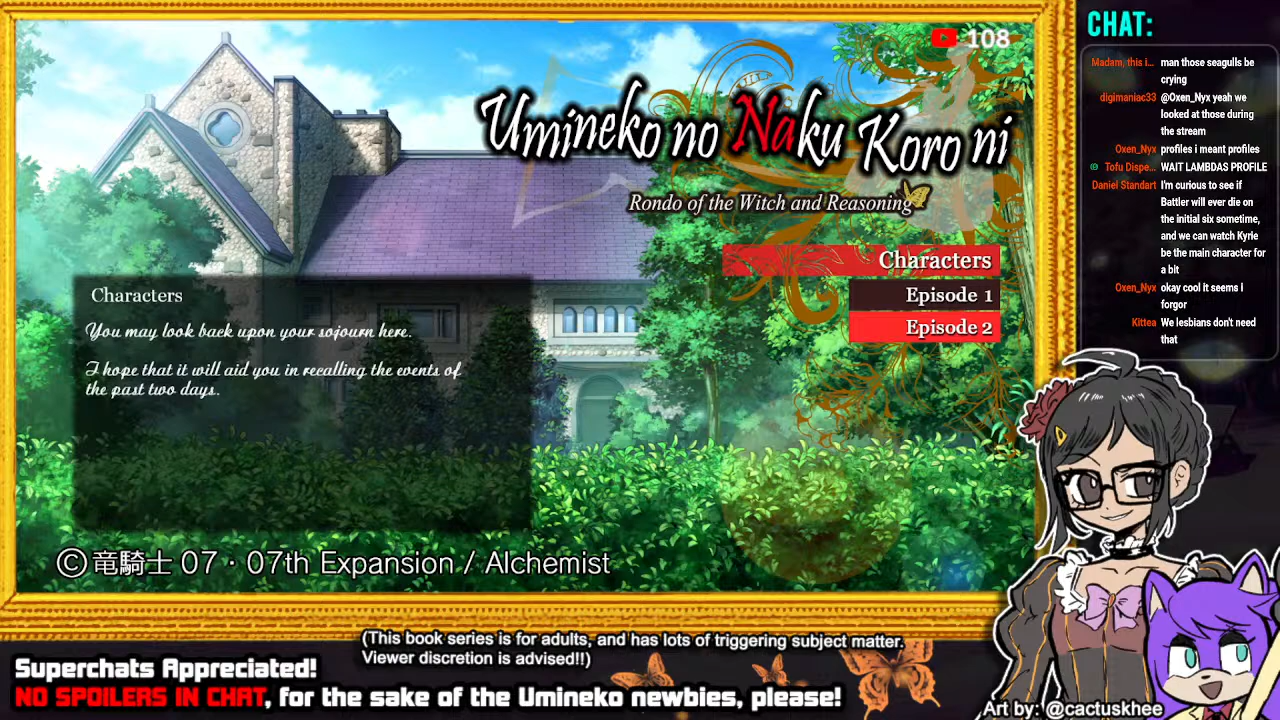 108
Umineko no Naku Koro ni
Rondo of the Witch and Reasoning
Characters
Episode 1
Episode 2
Characters
You may look back upon your sojourn here.
I hope that it will aid you in recalling the events of
the past two days.
©竜騎士 07・07th Expansion / Alchemist
CHAT:
Madam, this i... man those seagulls be
crying
digimaniac33 @Oxen_Nyx yeah we
looked at those during
the stream
Oxen_Nyx profiles i meant profiles
Tofu Dispe... WAIT LAMBDAS PROFILE
Daniel Standart I'm curious to see if
Battler will ever die on
the initial six sometime,
and we can watch Kyrie
be the main character for
a bit
Oxen_Nyx okay cool it seems I
forgor
Kittea We lesbians don't need
that
(This book series is for adults, and has lots of triggering subject matter.
Viewer discretion is advised!!)
Superchats Appreciated!
NO SPOILERS IN CHAT, for the sake of the Umineko newbies, please!
Art by: @cactuskhee